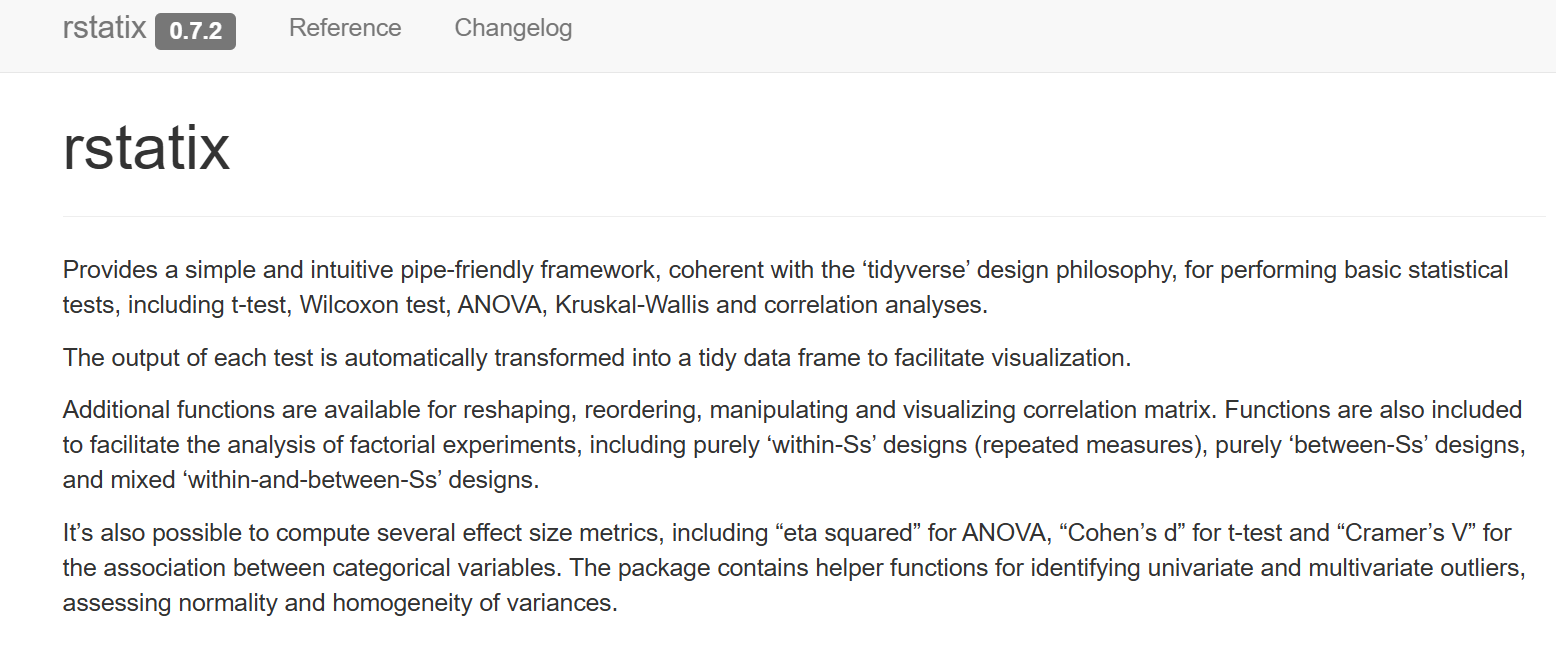 rstatix 0.7.2 Reference Changelog
rstatix
Provides a simple and intuitive pipe-friendly framework, coherent with the ‘tidyverse’ design philosophy, for performing basic statistical
tests, including t-test, Wilcoxon test, ANOVA, Kruskal-Wallis and correlation analyses.
The output of each test is automatically transformed into a tidy data frame to facilitate visualization.
Additional functions are available for reshaping, reordering, manipulating and visualizing correlation matrix. Functions are also included
to facilitate the analysis of factorial experiments, including purely ‘within-Ss’ designs (repeated measures), purely ‘between-Ss’ designs,
and mixed ‘within-and-between-Ss’ designs.
It’s also possible to compute several effect size metrics, including “eta squared” for ANOVA, “Cohen’s d” for t-test and “Cramer’s V” for
the association between categorical variables. The package contains helper functions for identifying univariate and multivariate outliers,
assessing normality and homogeneity of variances.